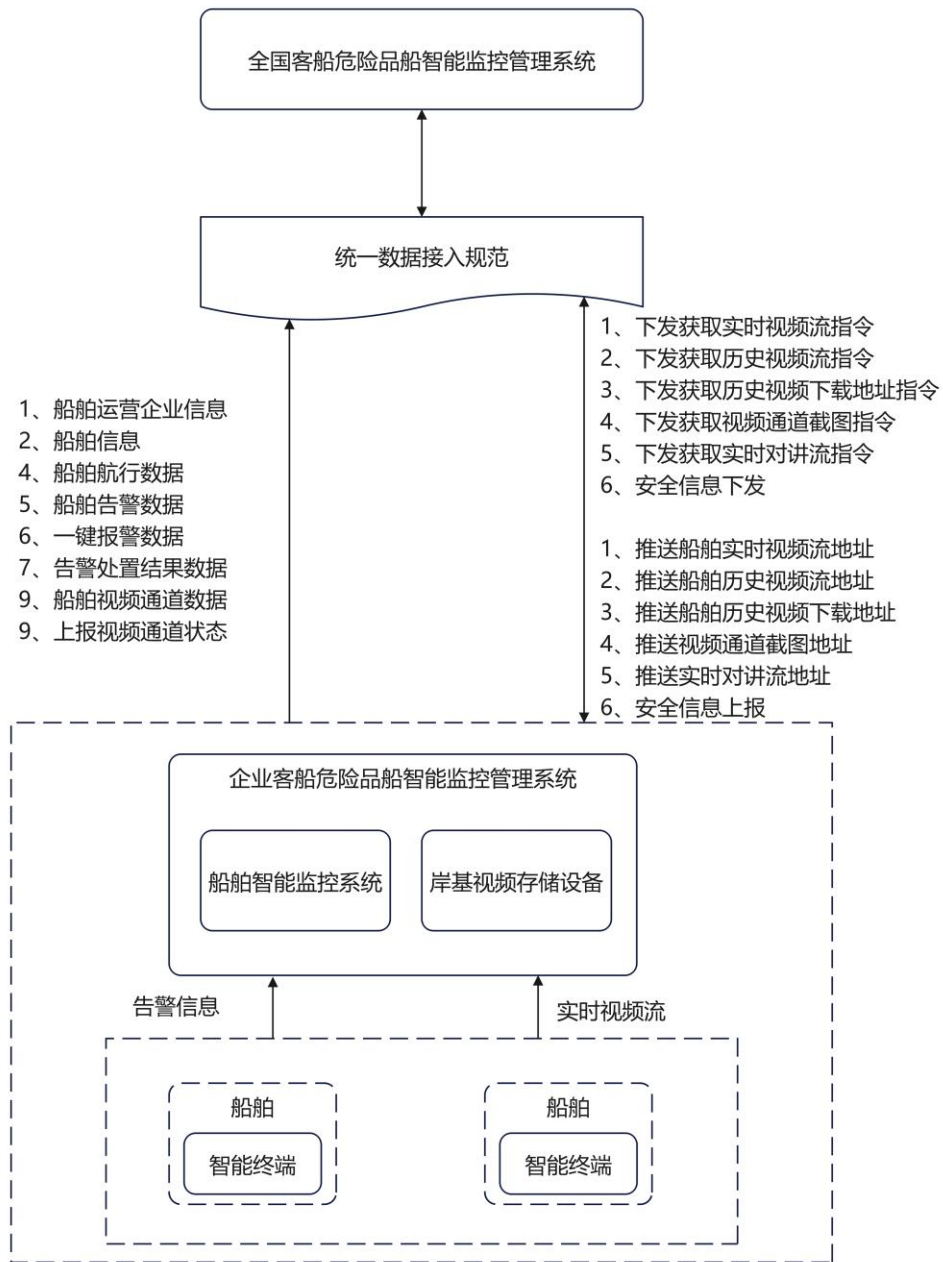 全国客船危险品船智能监控管理系统
统一数据接入规范
1、船舶运营企业信息
2、船舶信息
4、船舶航行数据
5、船舶告警数据
6、一键报警数据
7、告警处置结果数据
9、船舶视频通道数据
9、上报视频通道状态
1、下发获取实时视频流指令
2、下发获取历史视频流指令
3、下发获取历史视频下载地址指令
4、下发获取视频通道截图指令
5、下发获取实时对讲流指令
6、安全信息下发
1、推送船舶实时视频流地址
2、推送船舶历史视频流地址
3、推送船舶历史视频下载地址
4、推送视频通道截图地址
5、推送实时对讲流地址
6、安全信息上报
企业客船危险品船智能监控管理系统
船舶智能监控系统
岸基视频存储设备
告警信息
实时视频流
船舶
智能终端
船舶
智能终端